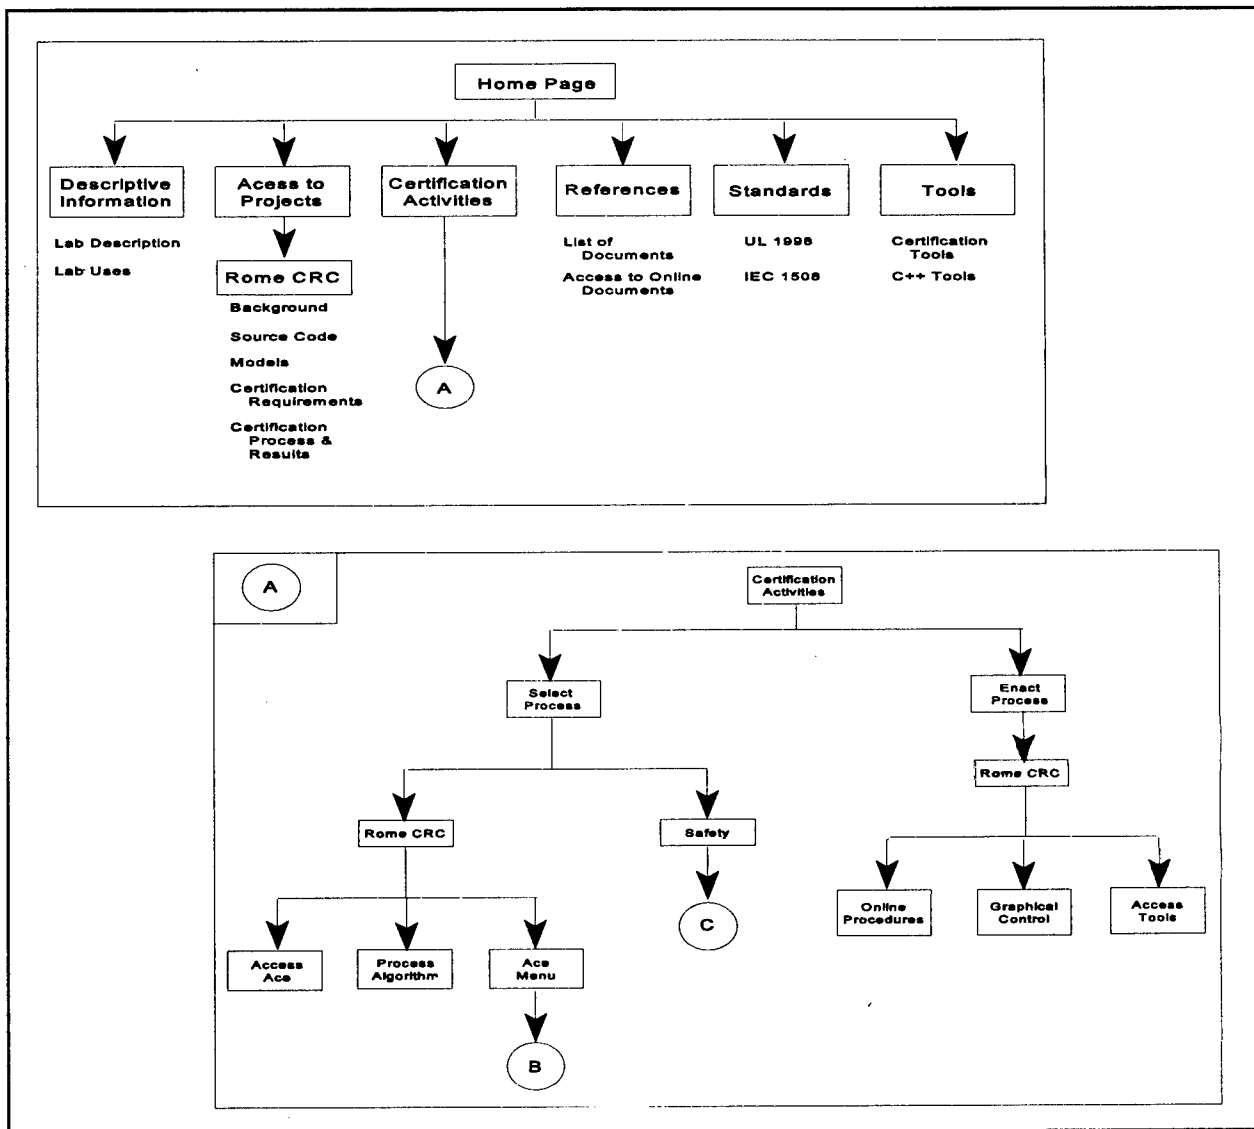 Home Page
Descriptive
Information
Acess to
Projects
Certification
Activities
References
Standards
Tools
Lab Description
Lab Uses
Rome CRC
Background
Source Code
Models
Certification
Requirements
Certification
Process &
Results
A
List of
Documents
Access to Online
Documents
UL 1998
IEC 1508
Certification
Tools
C++ Tools
A
Certification
Activities
Select
Process
Enact
Process
Rome CRC
Safety
Rome CRC
C
Access
Ace
Process
Algorithm
Ace
Menu
B
Online
Procedures
Graphical
Control
Access
Tools